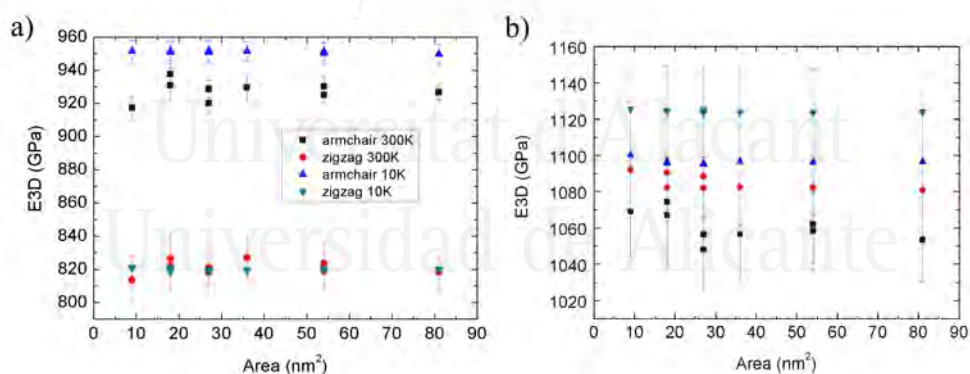 a)
960
940
920
900
840
820
800
E3D (GPa)
0 10 20 30 40 50 60 70 80 90
Area (nm²)
armchair 300K
zigzag 300K
armchair 10K
zigzag 10K
b)
1160
1140
1120
1100
1080
1060
1040
1020
E3D (GPa)
0 10 20 30 40 50 60 70 80 90
Area (nm²)
Universitat d'Alacant
Universidad de Alicante